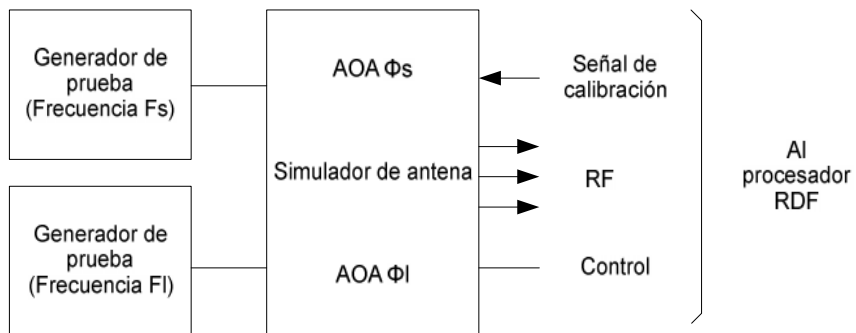 Generador de
prueba
(Frecuencia Fs)
AOA Φs
Señal de
calibración
Simulador de antena
RF
Al
procesador
RDF
Generador de
prueba
(Frecuencia Fl)
AOA Φl
Control